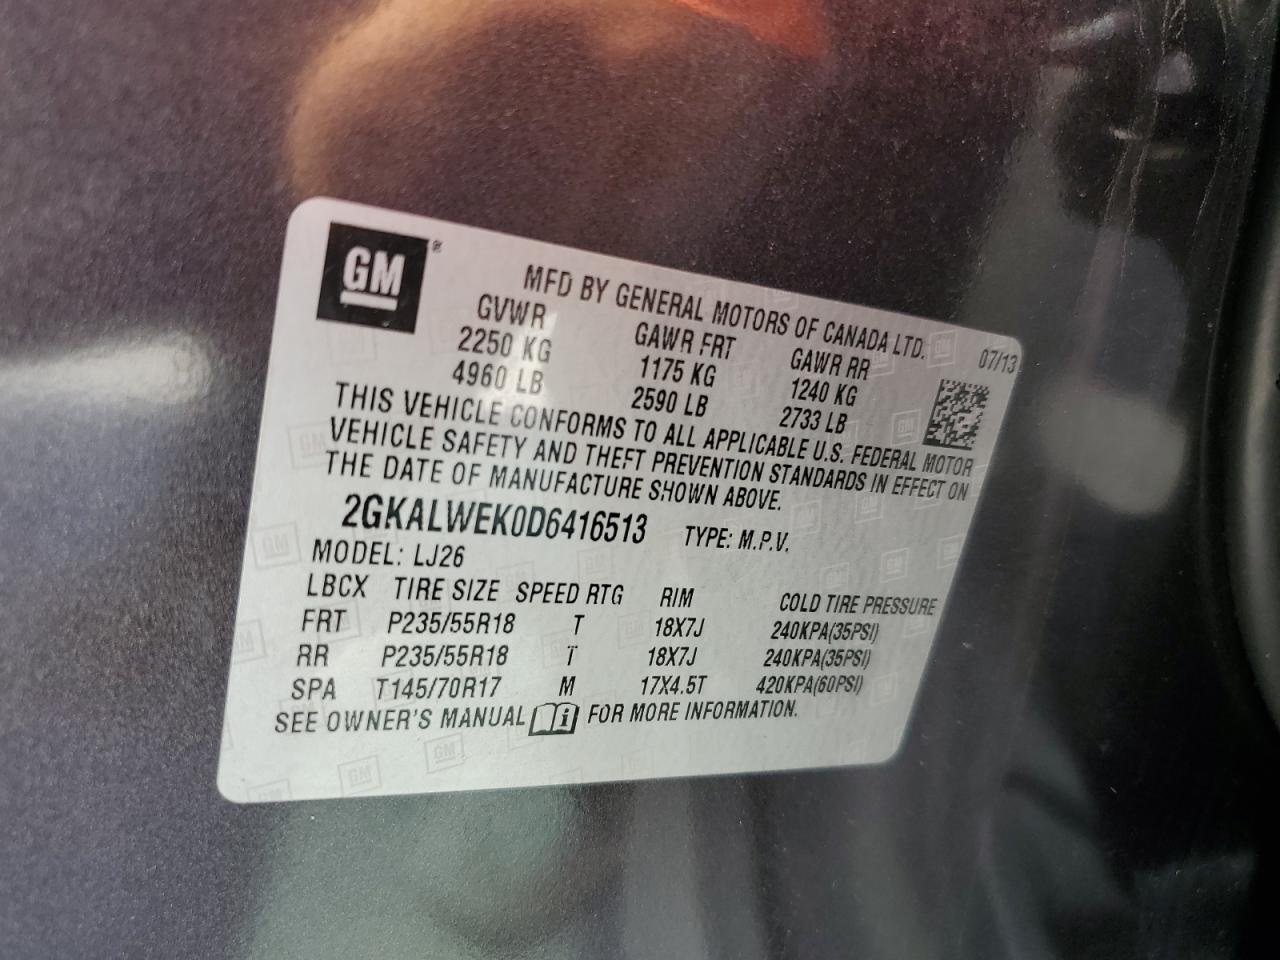 GM®
MFD BY GENERAL MOTORS OF CANADA LTD.
07/13
GVWR GAWR FRT GAWR RR
2250 KG 1175 KG 1240 KG
4960 LB 2590 LB 2733 LB
THIS VEHICLE CONFORMS TO ALL APPLICABLE U.S. FEDERAL MOTOR
VEHICLE SAFETY AND THEFT PREVENTION STANDARDS IN EFFECT ON
THE DATE OF MANUFACTURE SHOWN ABOVE.
2GKALWEK0D6416513 TYPE: M.P.V.
MODEL: LJ26
LBCX TIRE SIZE SPEED RTG RIM COLD TIRE PRESSURE
FRT P235/55R18 T 18X7J 240KPA(35PSI)
RR P235/55R18 T 18X7J 240KPA(35PSI)
SPA T145/70R17 M 17X4.5T 420KPA(60PSI)
SEE OWNER'S MANUAL i FOR MORE INFORMATION.